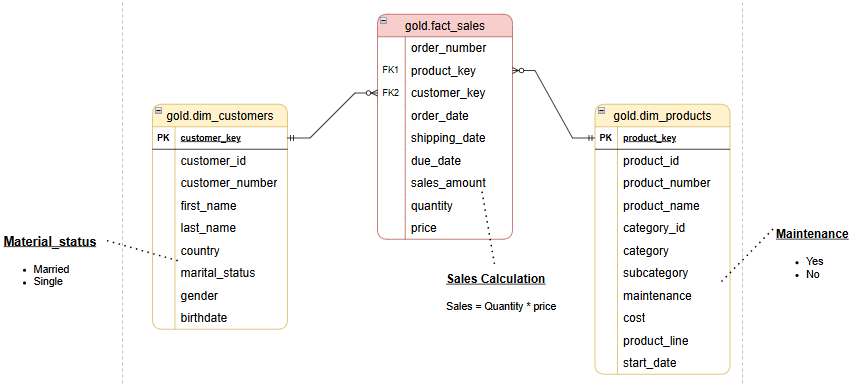 gold.fact_sales
order_number
FK1 product_key
FK2 customer_key
order_date
shipping_date
due_date
sales_amount
quantity
price
gold.dim_customers
PK customer_key
customer_id
customer_number
first_name
last_name
country
marital_status
gender
birthdate
gold.dim_products
PK product_key
product_id
product_number
product_name
category_id
category
subcategory
maintenance
cost
product_line
start_date
Material_status
Married
Single
Sales Calculation
Sales = Quantity * price
Maintenance
Yes
No